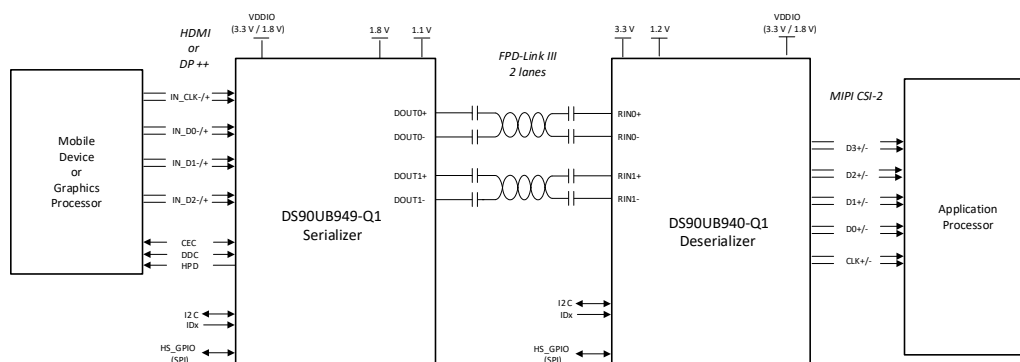 HDMI
or
DP ++
VDDIO
(3.3 V / 1.8 V)
1.8 V
1.1 V
FPD-Link III
2 lanes
3.3 V
1.2 V
VDDIO
(3.3 V / 1.8 V)
MIPI CSI-2
Mobile
Device
or
Graphics
Processor
IN_CLK-/+
IN_D0-/+
IN_D1-/+
IN_D2-/+
CEC
DDC
HPD
I2C
IDx
HS_GPIO
(SPI)
DOUT0+
DOUT0-
DOUT1+
DOUT1-
DS90UB949-Q1
Serializer
RIN0+
RIN0-
RIN1+
RIN1-
DS90UB940-Q1
Deserializer
I2C
IDx
HS_GPIO
(SPI)
D3+/-
D2+/-
D1+/-
D0+/-
CLK+/-
Application
Processor